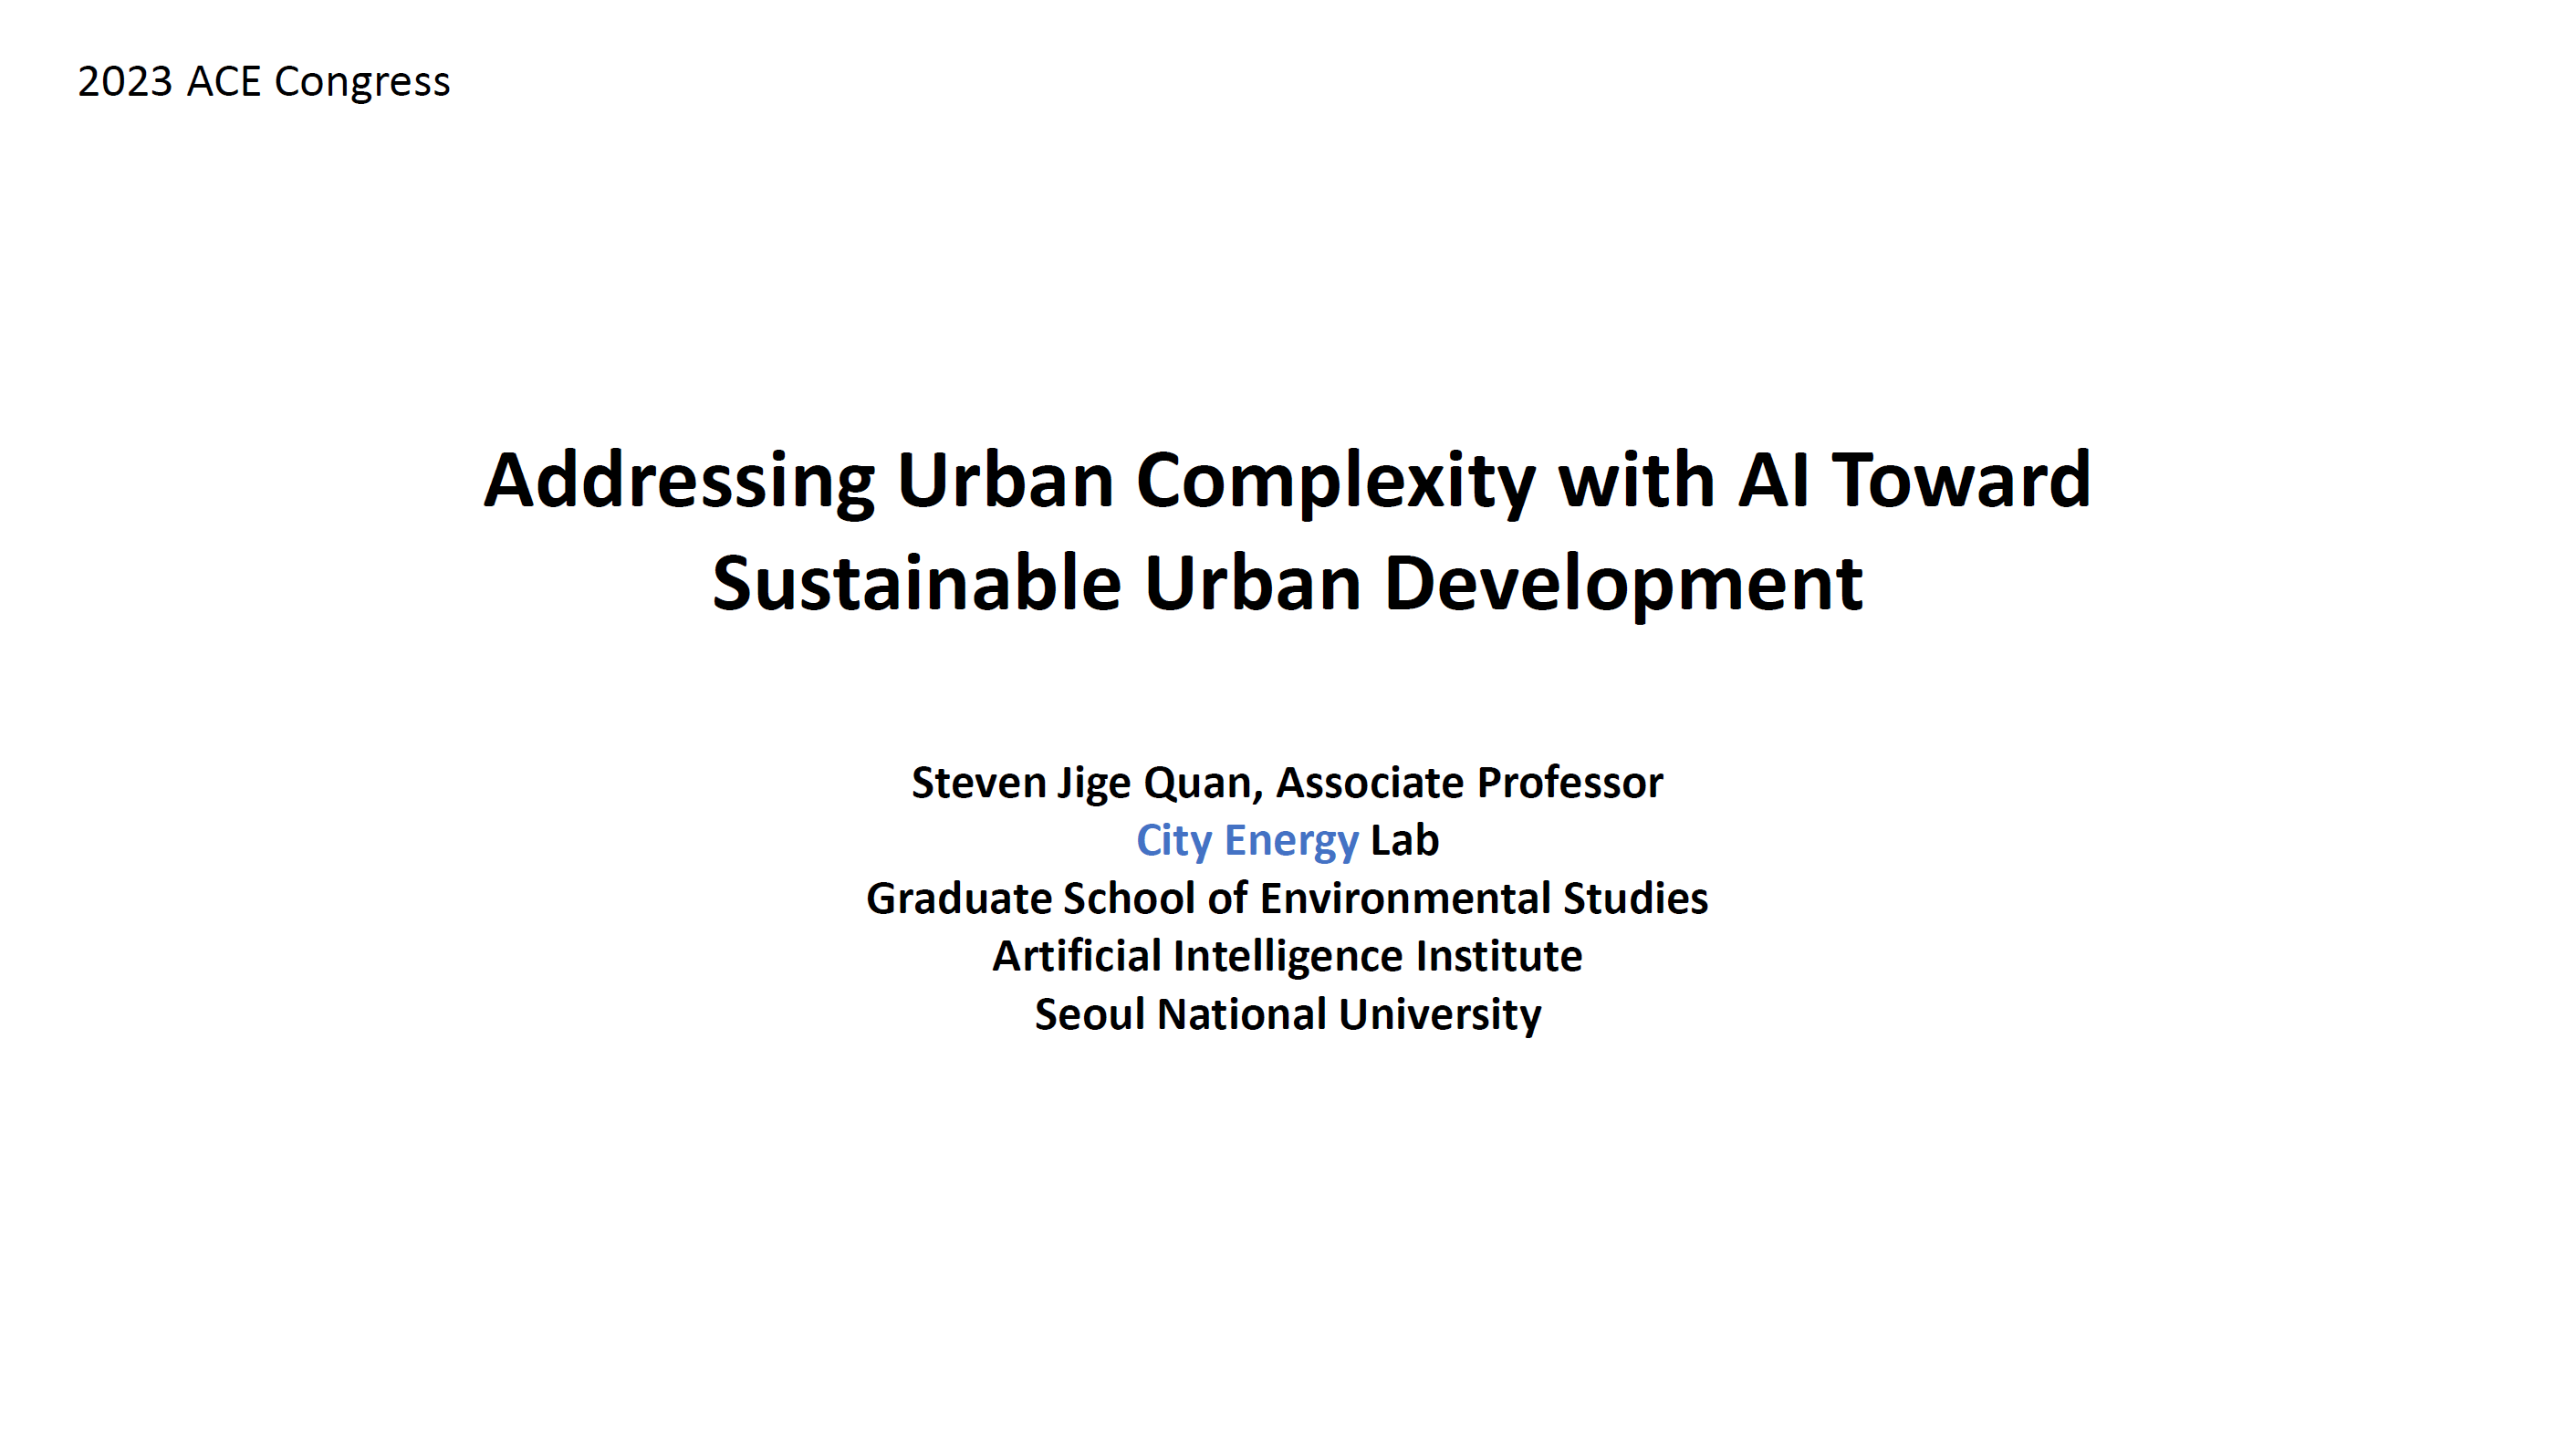 2023 ACE Congress
Addressing Urban Complexity with AI Toward
Sustainable Urban Development
Steven Jige Quan, Associate Professor
City Energy Lab
Graduate School of Environmental Studies
Artificial Intelligence Institute
Seoul National University